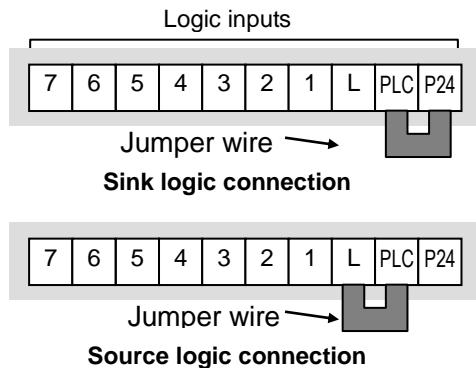 Logic inputs
7 6 5 4 3 2 1 L PLC P24
Jumper wire
Sink logic connection
7 6 5 4 3 2 1 L PLC P24
Jumper wire
Source logic connection